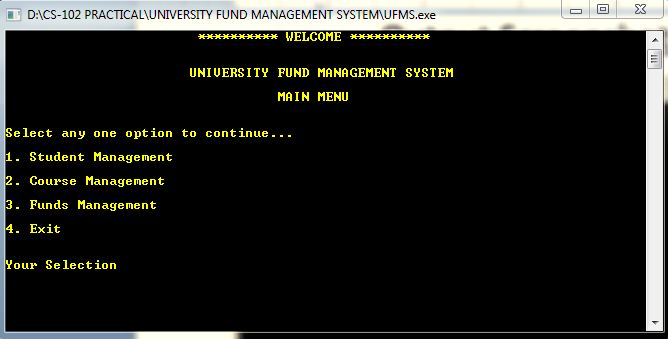 D:\CS-102 PRACTICAL\UNIVERSITY FUND MANAGEMENT SYSTEM\UFMS.exe
********** WELCOME **********
UNIVERSITY FUND MANAGEMENT SYSTEM
MAIN MENU
Select any one option to continue...
1. Student Management
2. Course Management
3. Funds Management
4. Exit
Your Selection